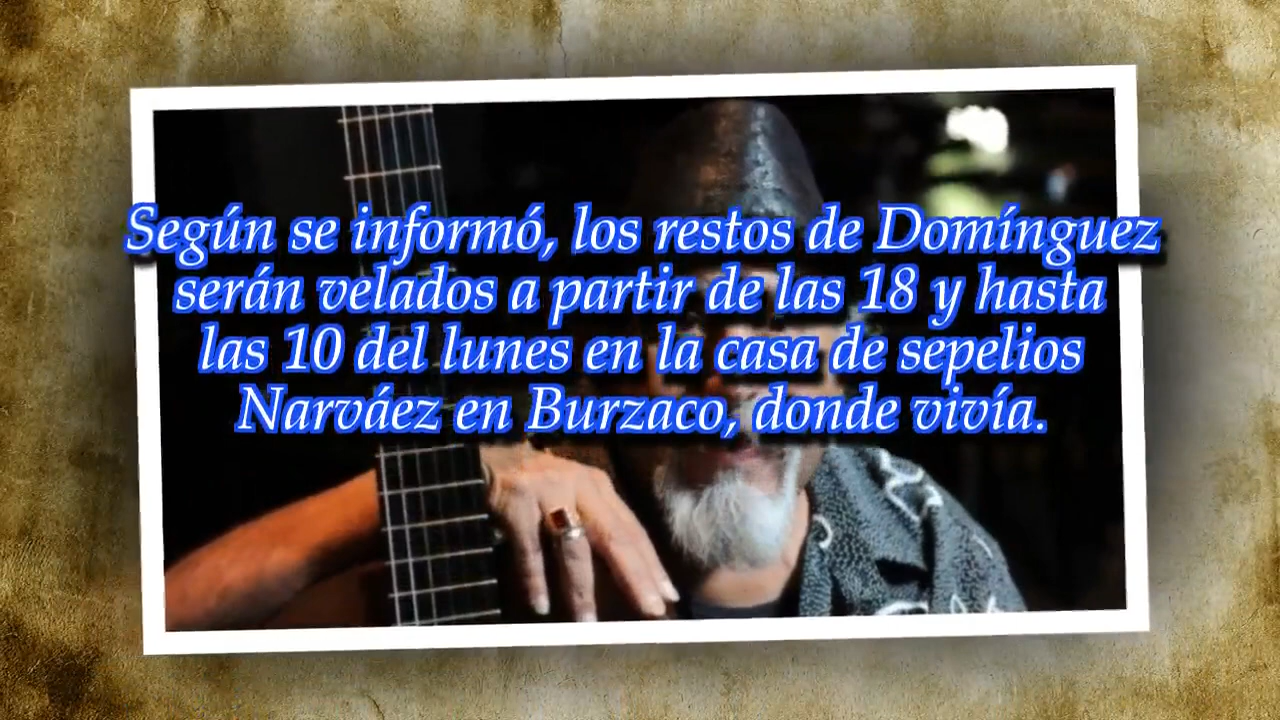 Según se informó, los restos de Domínguez
serán velados a partir de las 18 y hasta
las 10 del lunes en la casa de sepelios
Narváez en Burzaco, donde vivía.